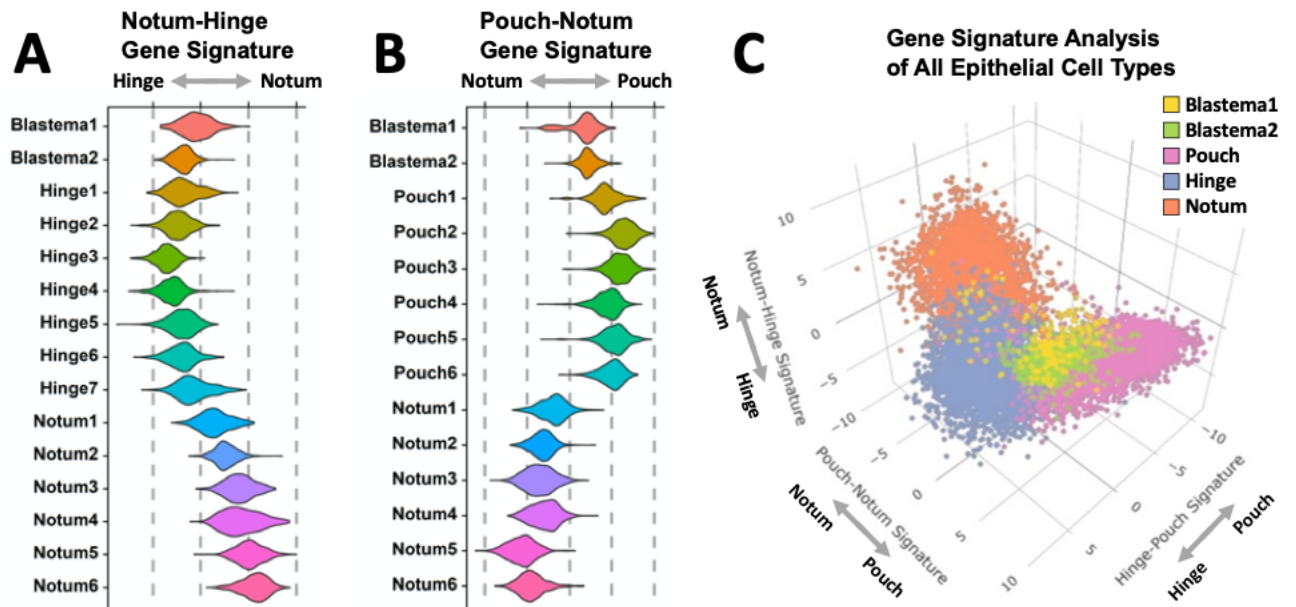 A
Notum-Hinge
Gene Signature
Hinge
Notum
Blastema1
Blastema2
Hinge1
Hinge2
Hinge3
Hinge4
Hinge5
Hinge6
Hinge7
Notum1
Notum2
Notum3
Notum4
Notum5
Notum6
B
Pouch-Notum
Gene Signature
Notum
Pouch
Blastema1
Blastema2
Pouch1
Pouch2
Pouch3
Pouch4
Pouch5
Pouch6
Notum1
Notum2
Notum3
Notum4
Notum5
Notum6
C
Gene Signature Analysis
of All Epithelial Cell Types
Blastema1
Blastema2
Pouch
Hinge
Notum
10
5
0
−5
−10
Notum-Hinge Signature
Notum
Hinge
−5
0
5
10
Pouch-Notum Signature
Notum
Pouch
−10
−5
0
5
Hinge-Pouch Signature
Pouch
Hinge